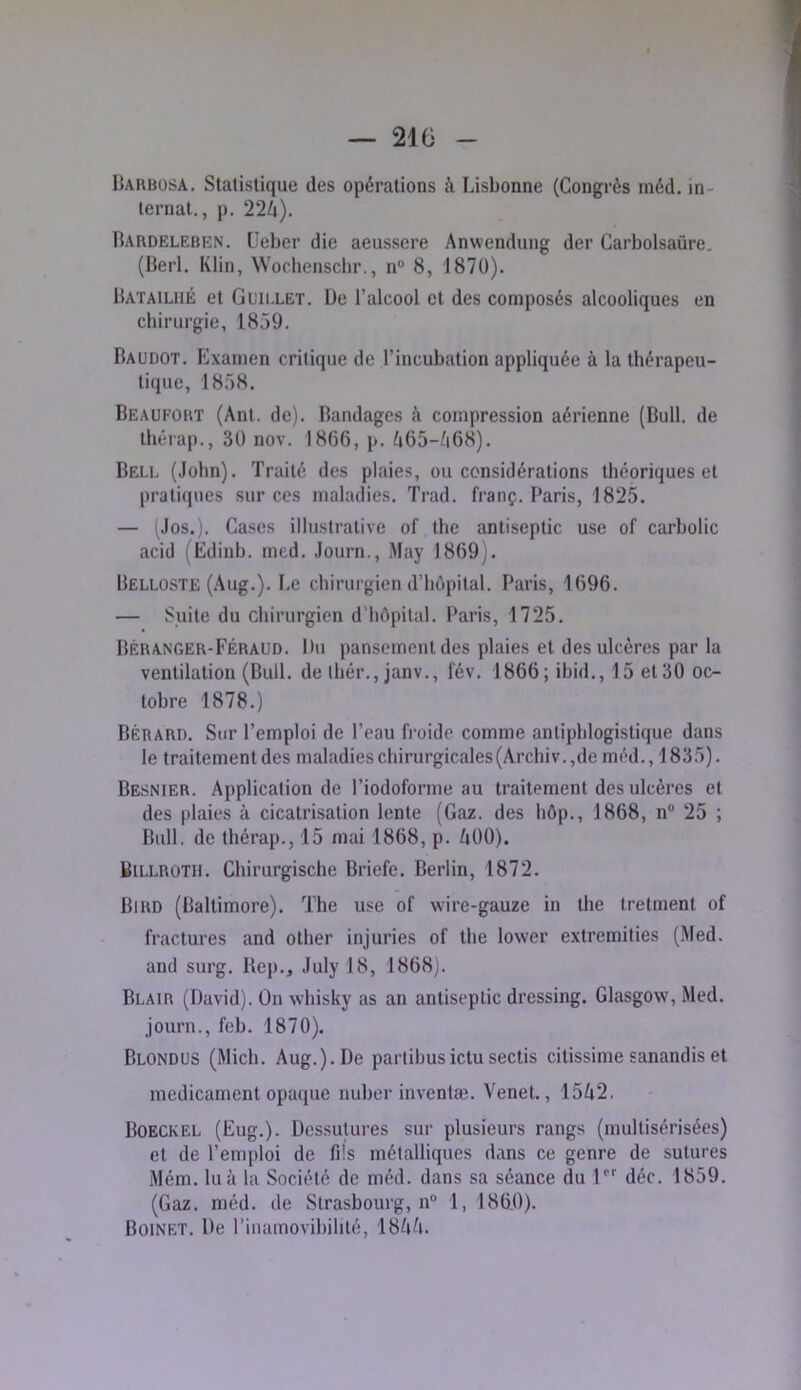 — 216 —
BARBOSA. Statistique des opérations à Lisbonne (Congrès méd. in-
ternat., p. 224).
BARDELEBEN. Ueber die aeussere Anwendung der Carbolsaüre.
(Berl. Klin, Wochenschr., n° 8, 1870).
BATAILHÉ et GUILLET. De l'alcool et des composés alcooliques en
chirurgie, 1859.
BAUDOT. Examen critique de l'incubation appliquée à la thérapeu-
tique, 1858.
BEAUFORT (Ant. de). Bandages à compression aérienne (Bull. de
thérap., 30 nov. 1866, p. 465-468).
BELL (John). Traité des plaies, ou considérations théoriques et
pratiques sur ces maladies. Trad. franç. Paris, 1825.
— (Jos.). Cases illustrative of the antiseptic use of carbolic
acid (Edinb. med. Journ., May 1869).
BELLOSTE (Aug.). Le chirurgien d'hôpital. Paris, 1696.
— Suite du chirurgien d'hôpital. Paris, 1725.
BÉRANGER-FÉRAUD. Du pansement des plaies et des ulcères par la
ventilation (Bull. de thér., janv., fév. 1866; ibid., 15 et 30 oc-
tobre 1878.)
BÉRARD. Sur l'emploi de l'eau froide comme antiphlogistique dans
le traitement des maladies chirurgicales (Archiv., de méd., 1835).
BESNIER. Application de l'iodoforme au traitement des ulcères et
des plaies à cicatrisation lente (Gaz. des hôp., 1868, n° 25 ;
Bull. de thérap., 15 mai 1868, p. 400).
BILLROTH. Chirurgische Briefe. Berlin, 1872.
BIRD (Baltimore). The use of wire-gauze in the tretment of
fractures and other injuries of the lower extremities (Med.
and surg. Rep., July 18, 1868).
BLAIR (David). On whisky as an antiseptic dressing. Glasgow, Med.
journ., feb. 1870).
BLONDUS (Mich. Aug.). De partibus ictu sectis citissime sanandis et
medicament opaque nuber inventæ. Venet., 1542.
BOECKEL (Eug.). Des sutures sur plusieurs rangs (multisérisées)
et de l'emploi de fils métalliques dans ce genre de sutures
Mém. lu à la Société de méd. dans sa séance du 1er déc. 1859.
(Gaz. méd. de Strasbourg, n° 1, 1860).
BOINET. De l'inamovibilité, 1844.